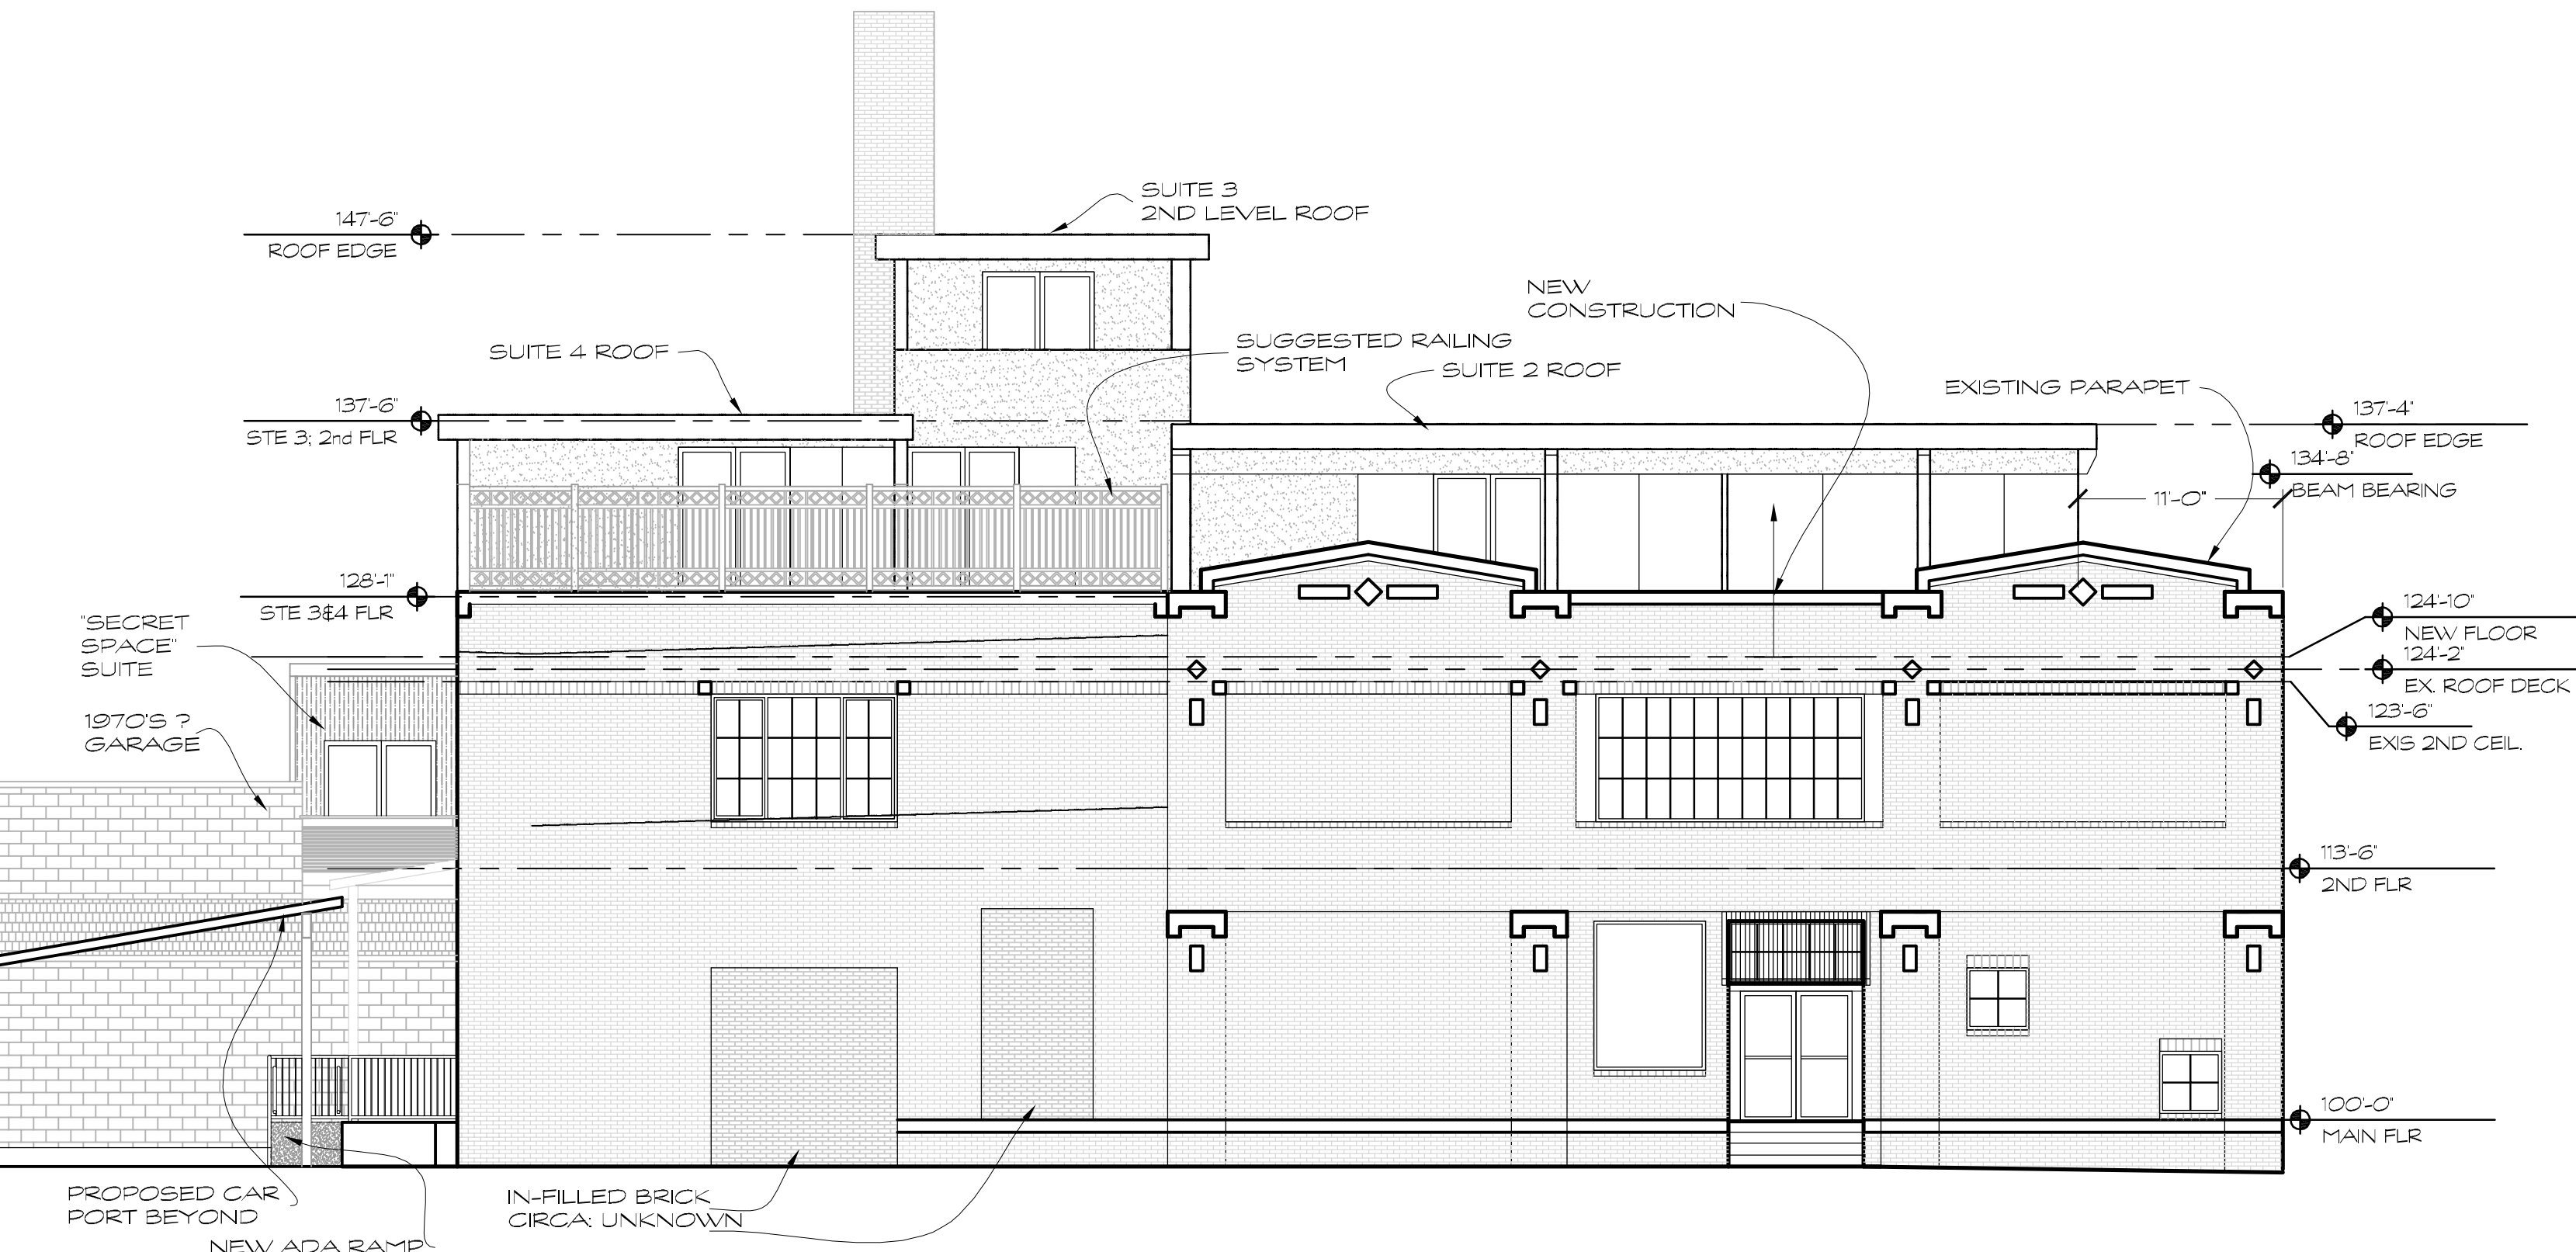 SUITE 3
2ND LEVEL ROOF
147'-6"
ROOF EDGE
NEW
CONSTRUCTION
SUGGESTED RAILING
SYSTEM
SUITE 4 ROOF
SUITE 2 ROOF
EXISTING PARAPET
137'-6"
STE 3; 2nd FLR
137'-4"
ROOF EDGE
134'-8"
BEAM BEARING
11'-0"
128'-1"
STE 3&4 FLR
"SECRET
SPACE"
SUITE
124'-10"
NEW FLOOR
124'-2"
EX. ROOF DECK
123'-6"
EXIS 2ND CEIL.
1970'S ?
GARAGE
113'-6"
2ND FLR
100'-0"
MAIN FLR
PROPOSED CAR
PORT BEYOND
IN-FILLED BRICK
CIRCA: UNKNOWN
NEW ADA RAMP